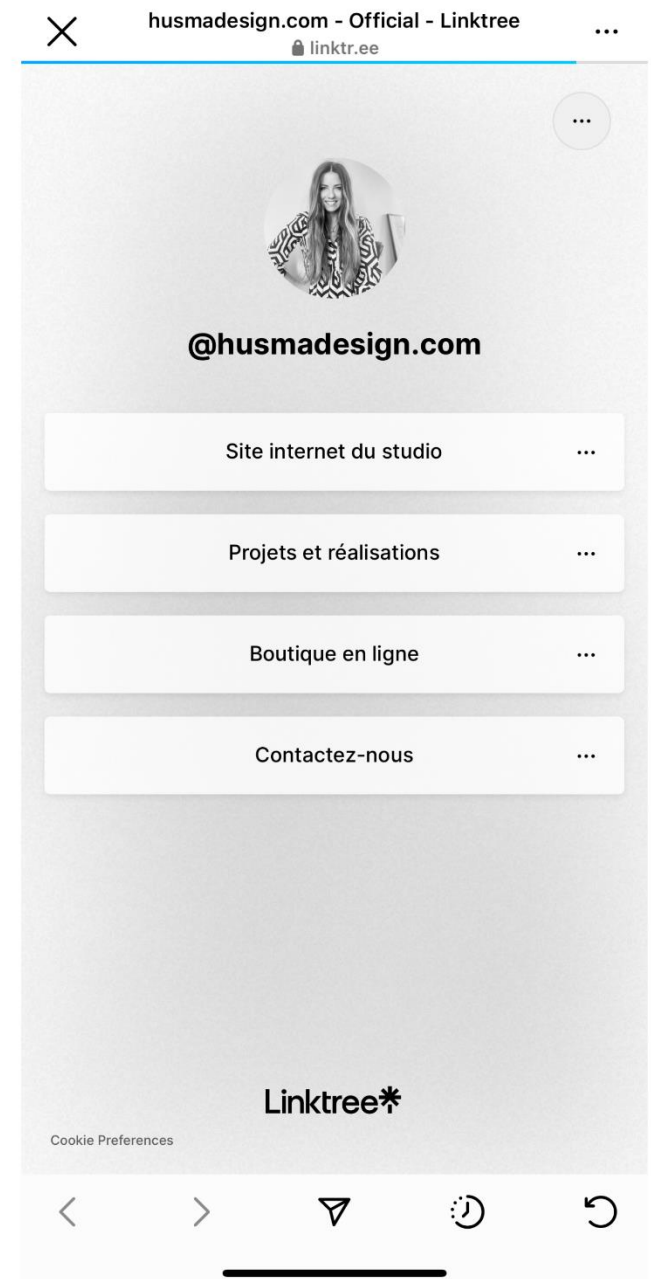 husmadesign.com - Official - Linktree
linktr.ee
@husmadesign.com
Site internet du studio
Projets et réalisations
Boutique en ligne
Contactez-nous
Linktree
Cookie Preferences